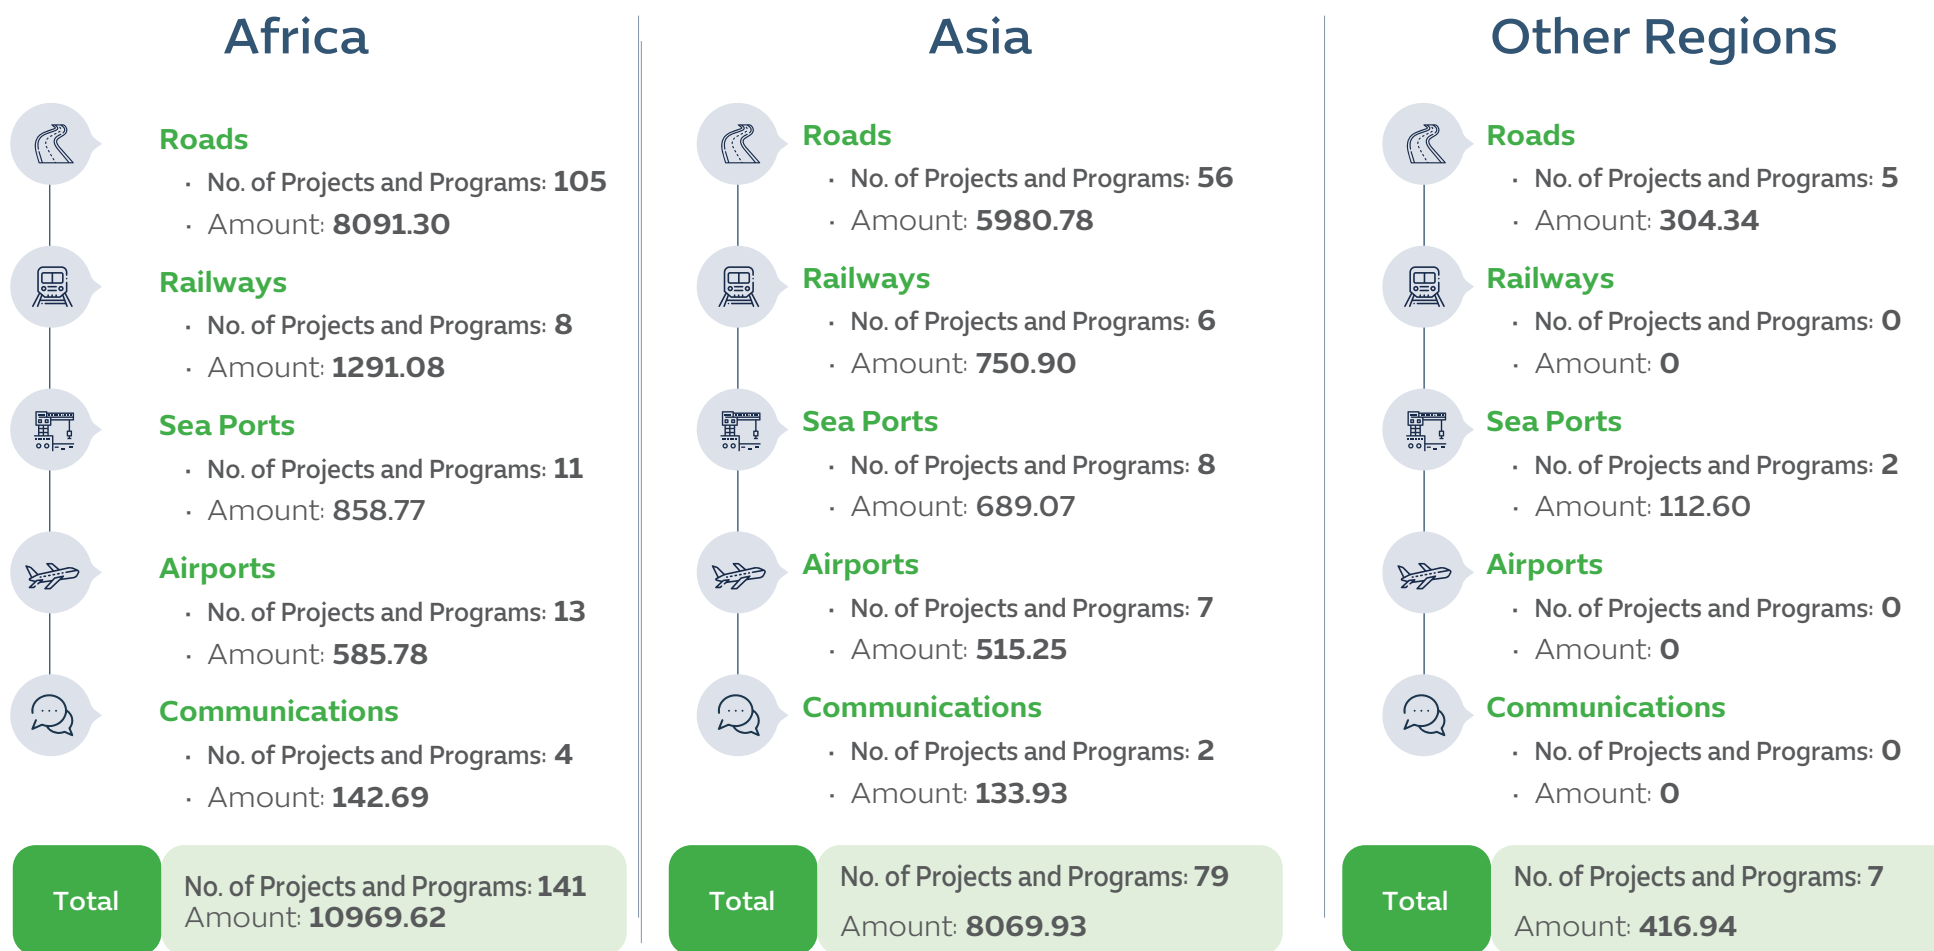 Africa
Roads
· No. of Projects and Programs: 105
· Amount: 8091.30
Railways
· No. of Projects and Programs: 8
· Amount: 1291.08
Sea Ports
· No. of Projects and Programs: 11
· Amount: 858.77
Airports
· No. of Projects and Programs: 13
· Amount: 585.78
Communications
· No. of Projects and Programs: 4
· Amount: 142.69
Total
No. of Projects and Programs: 141
Amount: 10969.62
Asia
Roads
· No. of Projects and Programs: 56
· Amount: 5980.78
Railways
· No. of Projects and Programs: 6
· Amount: 750.90
Sea Ports
· No. of Projects and Programs: 8
· Amount: 689.07
Airports
· No. of Projects and Programs: 7
· Amount: 515.25
Communications
· No. of Projects and Programs: 2
· Amount: 133.93
Total
No. of Projects and Programs: 79
Amount: 8069.93
Other Regions
Roads
· No. of Projects and Programs: 5
· Amount: 304.34
Railways
· No. of Projects and Programs: 0
· Amount: 0
Sea Ports
· No. of Projects and Programs: 2
· Amount: 112.60
Airports
· No. of Projects and Programs: 0
· Amount: 0
Communications
· No. of Projects and Programs: 0
· Amount: 0
Total
No. of Projects and Programs: 7
Amount: 416.94